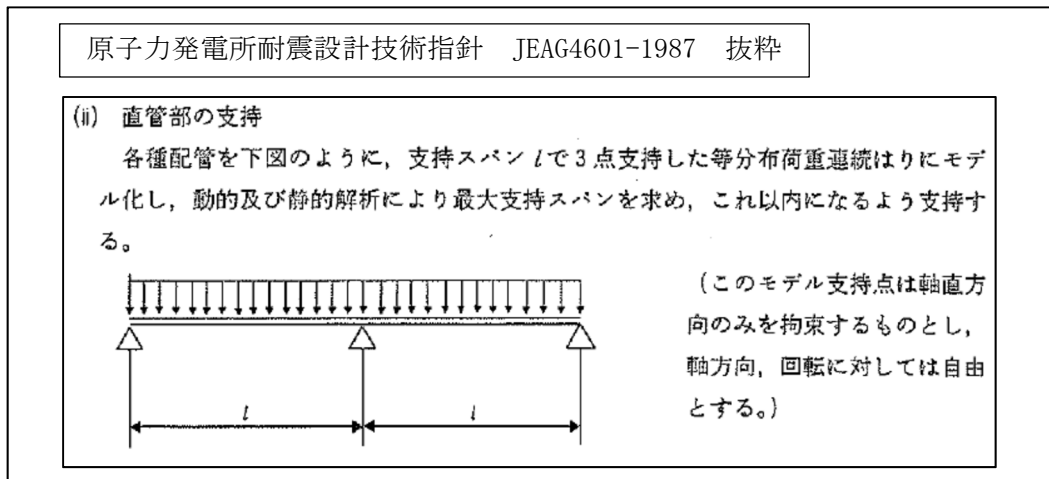 原子力発電所耐震設計技術指針　JEAG4601-1987　抜粋
(ii)　直管部の支持
各種配管を下図のように，支持スパン l で3点支持した等分布荷重連続はりにモデ
ル化し，動的及び静的解析により最大支持スパンを求め，これ以内になるよう支持す
る。
(このモデル支持点は軸直方
向のみを拘束するものとし，
軸方向，回転に対しては自由
とする。)
l
l